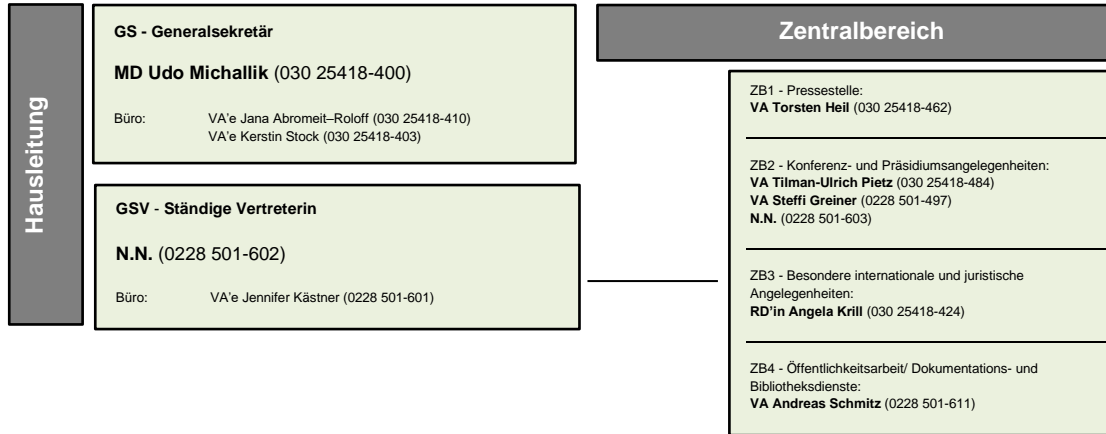 Hausleitung
GS - Generalsekretär
MD Udo Michallik (030 25418-400)
Büro: VA'e Jana Abromeit–Roloff (030 25418-410)
VA'e Kerstin Stock (030 25418-403)
GSV - Ständige Vertreterin
N.N. (0228 501-602)
Büro: VA'e Jennifer Kästner (0228 501-601)
Zentralbereich
ZB1 - Pressestelle:
VA Torsten Heil (030 25418-462)
ZB2 - Konferenz- und Präsidiumsangelegenheiten:
VA Tilman-Ulrich Pietz (030 25418-484)
VA Steffi Greiner (0228 501-497)
N.N. (0228 501-603)
ZB3 - Besondere internationale und juristische
Angelegenheiten:
RD'in Angela Krill (030 25418-424)
ZB4 - Öffentlichkeitsarbeit/ Dokumentations- und
Bibliotheksdienste:
VA Andreas Schmitz (0228 501-611)